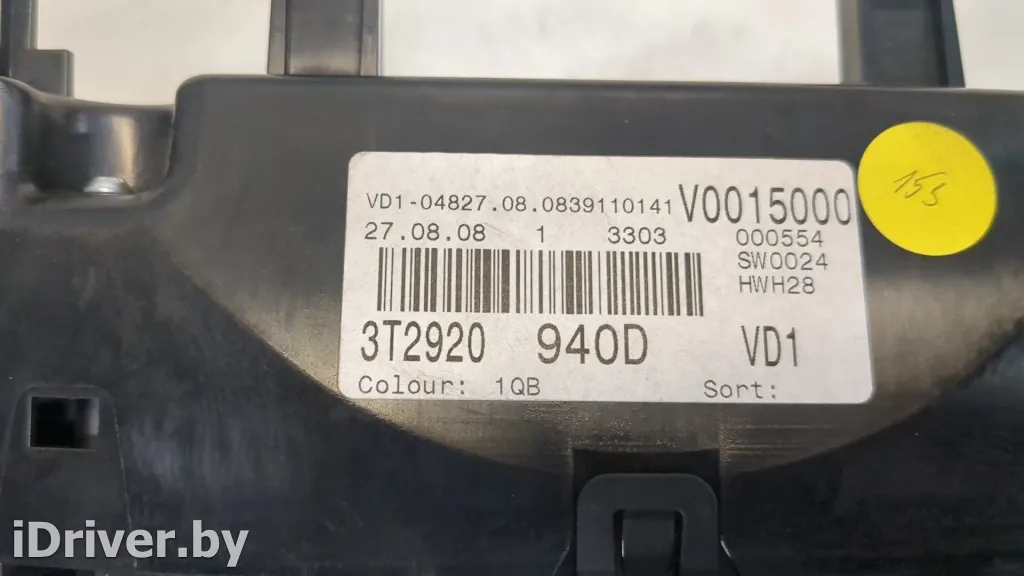 VD1-04827.08.0839110141 V0015000
27.08.08 1 3303 000554
SW0024
HWH28
3T2920 940D VD1
Colour: 1QB Sort:
153
iDriver.by